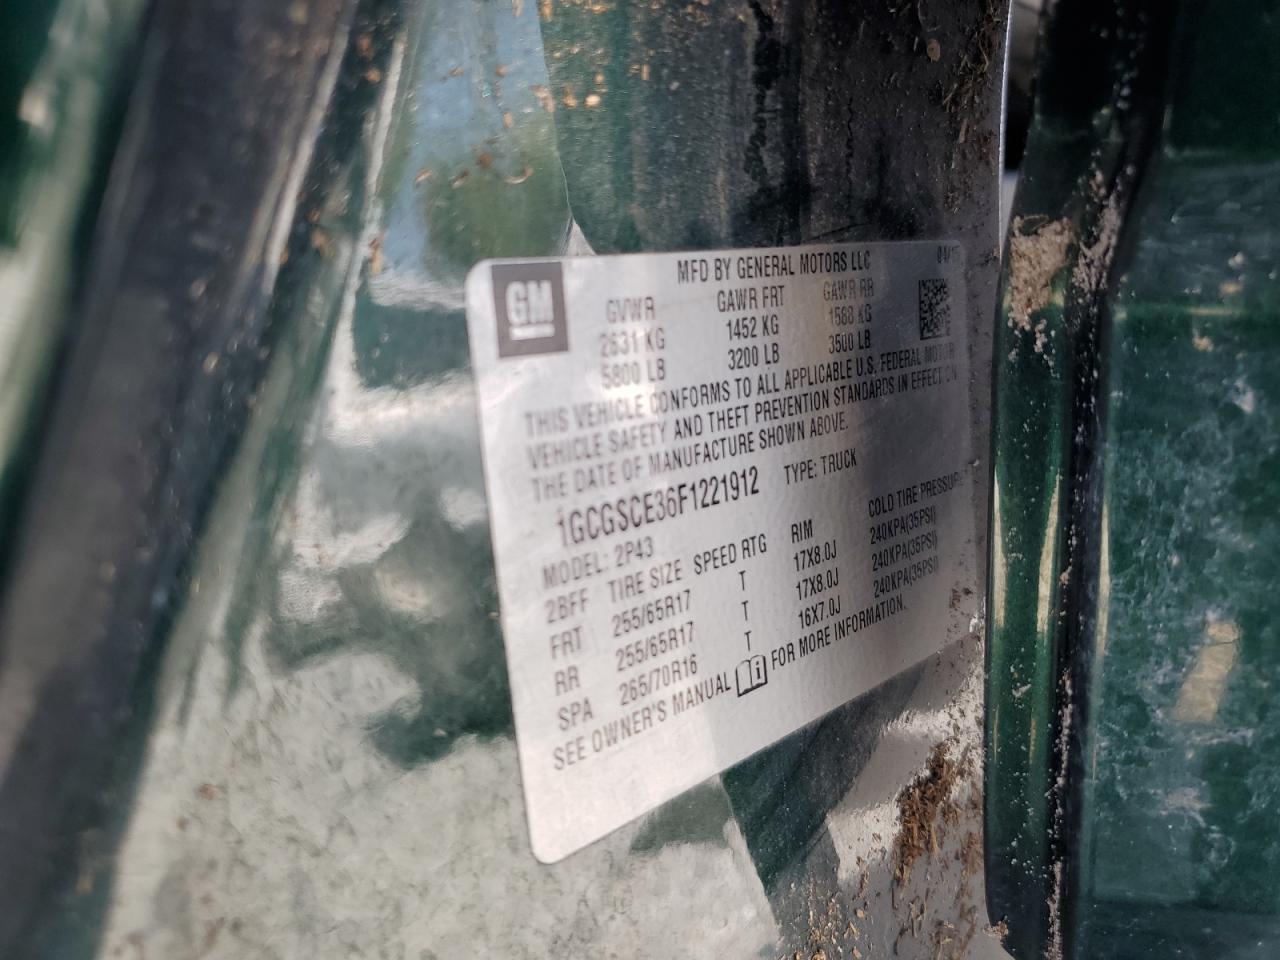 GM
MFD BY GENERAL MOTORS LLC
GVWR GAWR FRT GAWR RR
2631 KG 1452 KG 1588 KG
5800 LB 3200 LB 3500 LB
THIS VEHICLE CONFORMS TO ALL APPLICABLE U.S. FEDERAL MOTOR
VEHICLE SAFETY AND THEFT PREVENTION STANDARDS IN EFFECT ON
THE DATE OF MANUFACTURE SHOWN ABOVE.
1GCGSCE36F1221912 TYPE: TRUCK
MODEL: 2P43
2BFF TIRE SIZE SPEED RTG RIM COLD TIRE PRESSURE
FRT 255/65R17 T 17X8.0J 240KPA(35PSI)
RR 255/65R17 T 17X8.0J 240KPA(35PSI)
SPA 265/70R16 T 16X7.0J 240KPA(35PSI)
SEE OWNER'S MANUAL FOR MORE INFORMATION.